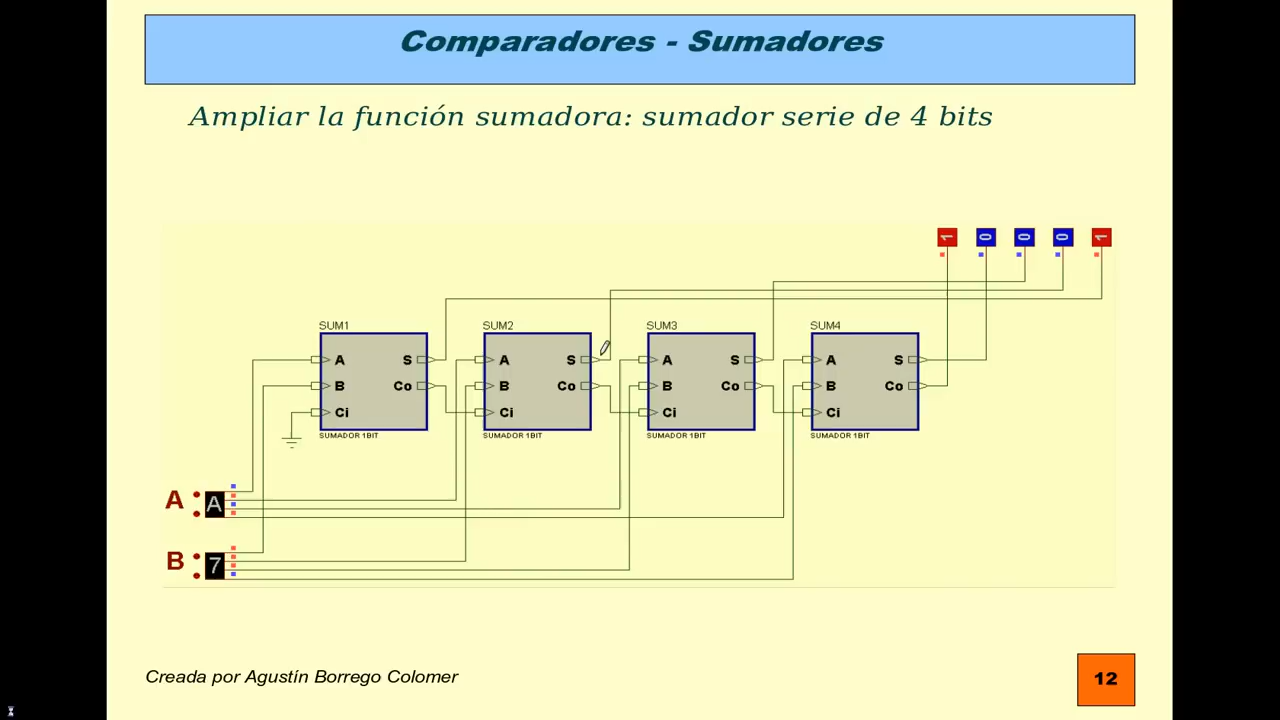 Comparadores - Sumadores
Ampliar la función sumadora: sumador serie de 4 bits
1 0 0 0 1
SUM1 SUM2 SUM3 SUM4
A S A S A S A S
B Co B Co B Co B Co
Ci Ci Ci Ci
SUMADOR 1BIT SUMADOR 1BIT SUMADOR 1BIT SUMADOR 1BIT
A A
B 7
Creada por Agustín Borrego Colomer
12